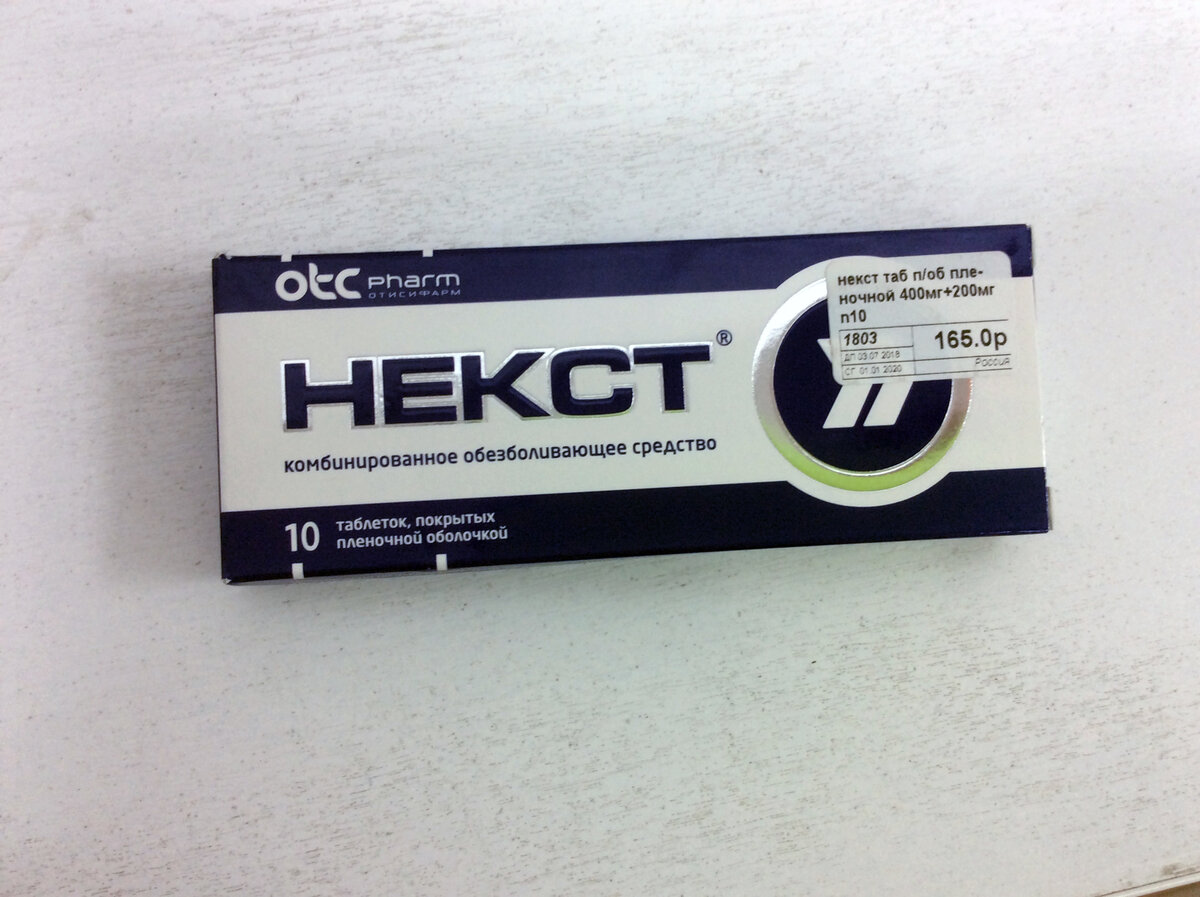 otc pharm
ОТИСИФАРМ
некст таб п/об пле-
ночной 400мг+200мг
n10
1803
165.0р
ДП 03.07 2018
Россия
СГ 01.01 2020
НЕКСТ®
комбинированное обезболивающее средство
10 таблеток, покрытых
пленочной оболочкой